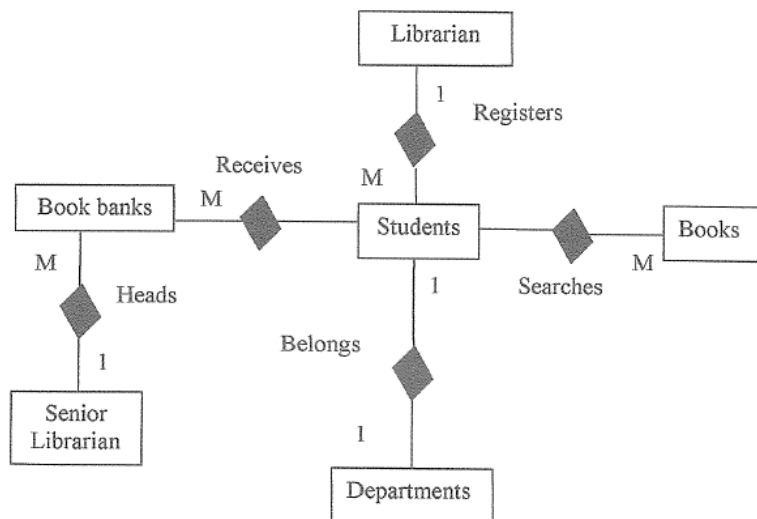 Librarian
1
Registers
Receives
M
M
Book banks
Students
Books
M
M
1
Searches
Heads
Belongs
1
1
Senior
Librarian
Departments